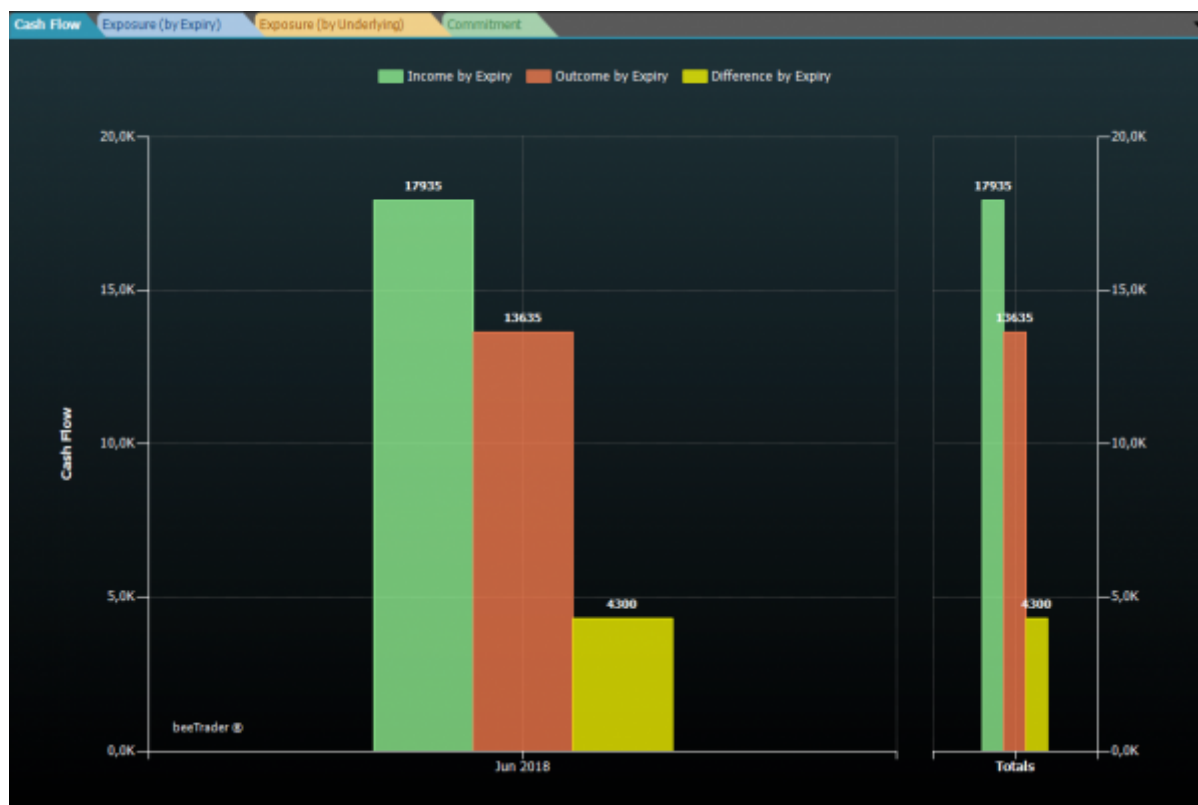 Cash Flow Exposure (by Expiry) Exposure (by Underlying) Commitment
Income by Expiry Outcome by Expiry Difference by Expiry
20,0K 20,0K
17935 17935
15,0K 15,0K
13635 13635
Cash Flow
10,0K 10,0K
5,0K 5,0K
4300 4300
beeTrader ®
0,0K 0,0K
Jun 2018 Totals